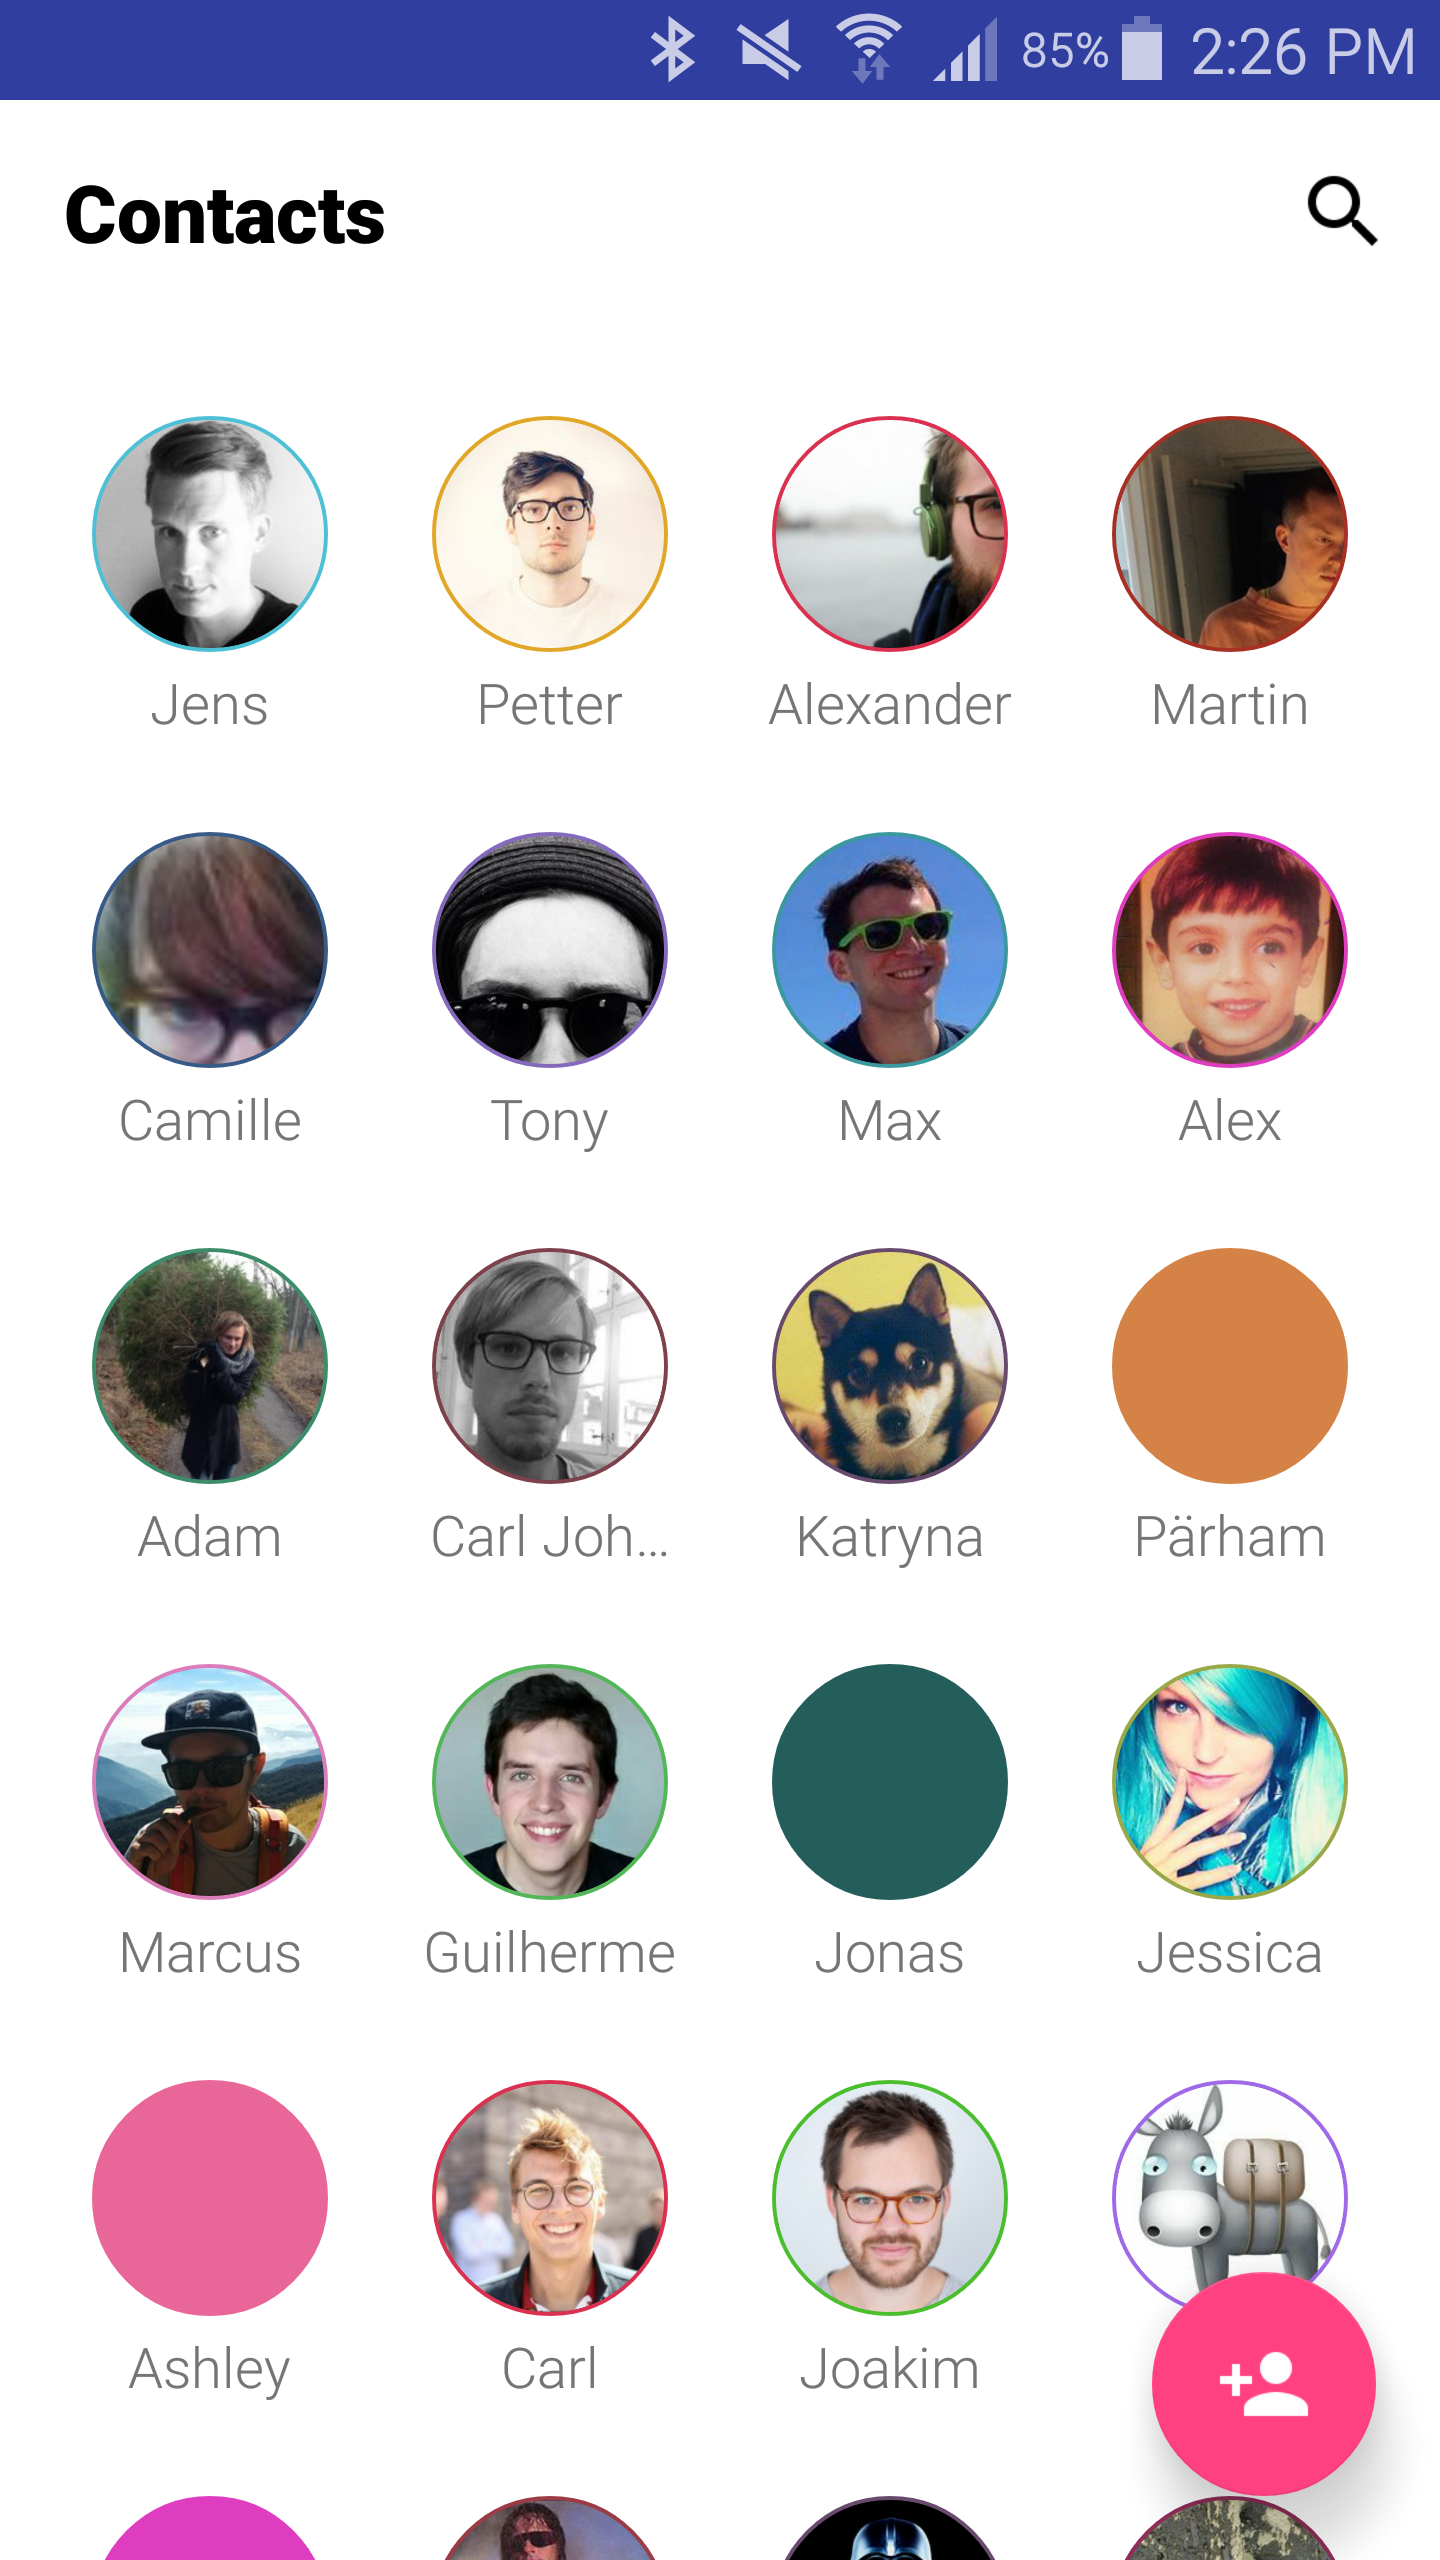 85% 2:26 PM
Contacts
Jens Petter Alexander Martin
Camille Tony Max Alex
Adam Carl Joh... Katryna Pärham
Marcus Guilherme Jonas Jessica
Ashley Carl Joakim